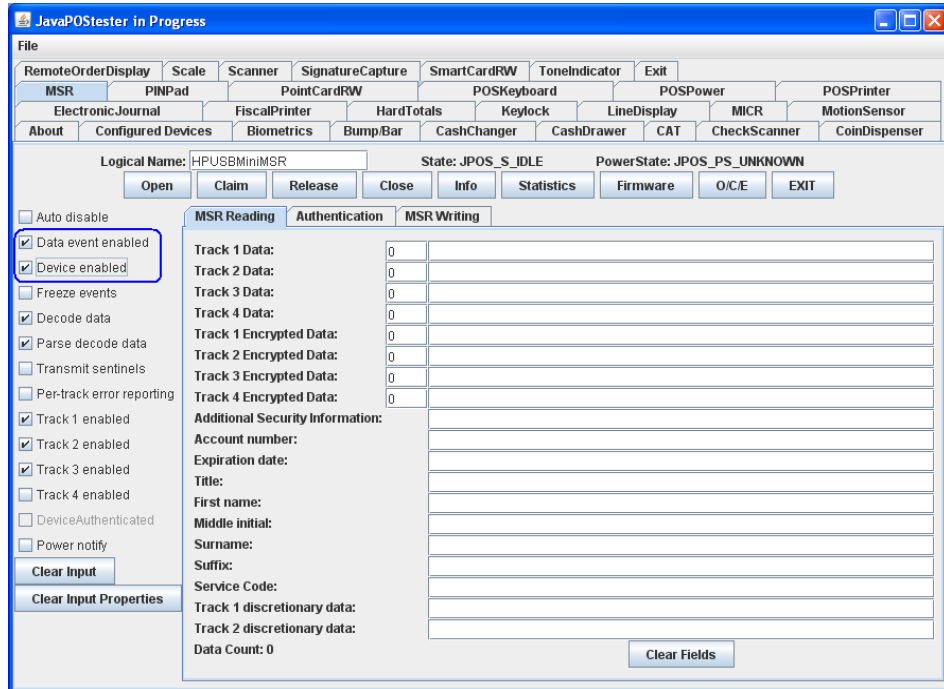 JavaPOStester in Progress
File
RemoteOrderDisplay Scale Scanner SignatureCapture SmartCardRW ToneIndicator Exit
MSR PINPad PointCardRW POSKeyboard POSPower POSPrinter
ElectronicJournal FiscalPrinter HardTotals Keylock LineDisplay MICR MotionSensor
About Configured Devices Biometrics Bump/Bar CashChanger CashDrawer CAT CheckScanner CoinDispenser
Logical Name: HPUSBMiniMSR State: JPOS_S_IDLE PowerState: JPOS_PS_UNKNOWN
Open Claim Release Close Info Statistics Firmware O/C/E EXIT
Auto disable
Data event enabled
Device enabled
Freeze events
Decode data
Parse decode data
Transmit sentinels
Per-track error reporting
Track 1 enabled
Track 2 enabled
Track 3 enabled
Track 4 enabled
DeviceAuthenticated
Power notify
Clear Input
Clear Input Properties
MSR Reading Authentication MSR Writing
Track 1 Data: 0
Track 2 Data: 0
Track 3 Data: 0
Track 4 Data: 0
Track 1 Encrypted Data: 0
Track 2 Encrypted Data: 0
Track 3 Encrypted Data: 0
Track 4 Encrypted Data: 0
Additional Security Information:
Account number:
Expiration date:
Title:
First name:
Middle initial:
Surname:
Suffix:
Service Code:
Track 1 discretionary data:
Track 2 discretionary data:
Data Count: 0 Clear Fields